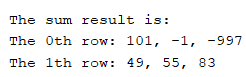 The sum result is:
The 0th row: 101, -1, -997
The 1th row: 49, 55, 83